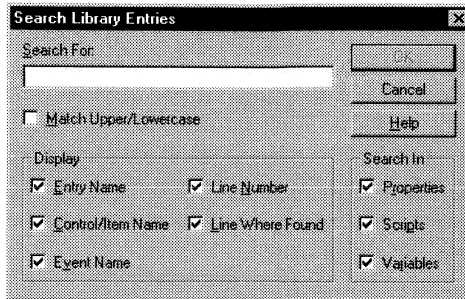 Search Library Entries
Search For:
OK
Cancel
Match Upper/Lowercase
Help
Display
Search In
Entry Name
Line Number
Properties
Control/Item Name
Line Where Found
Scripts
Event Name
Variables